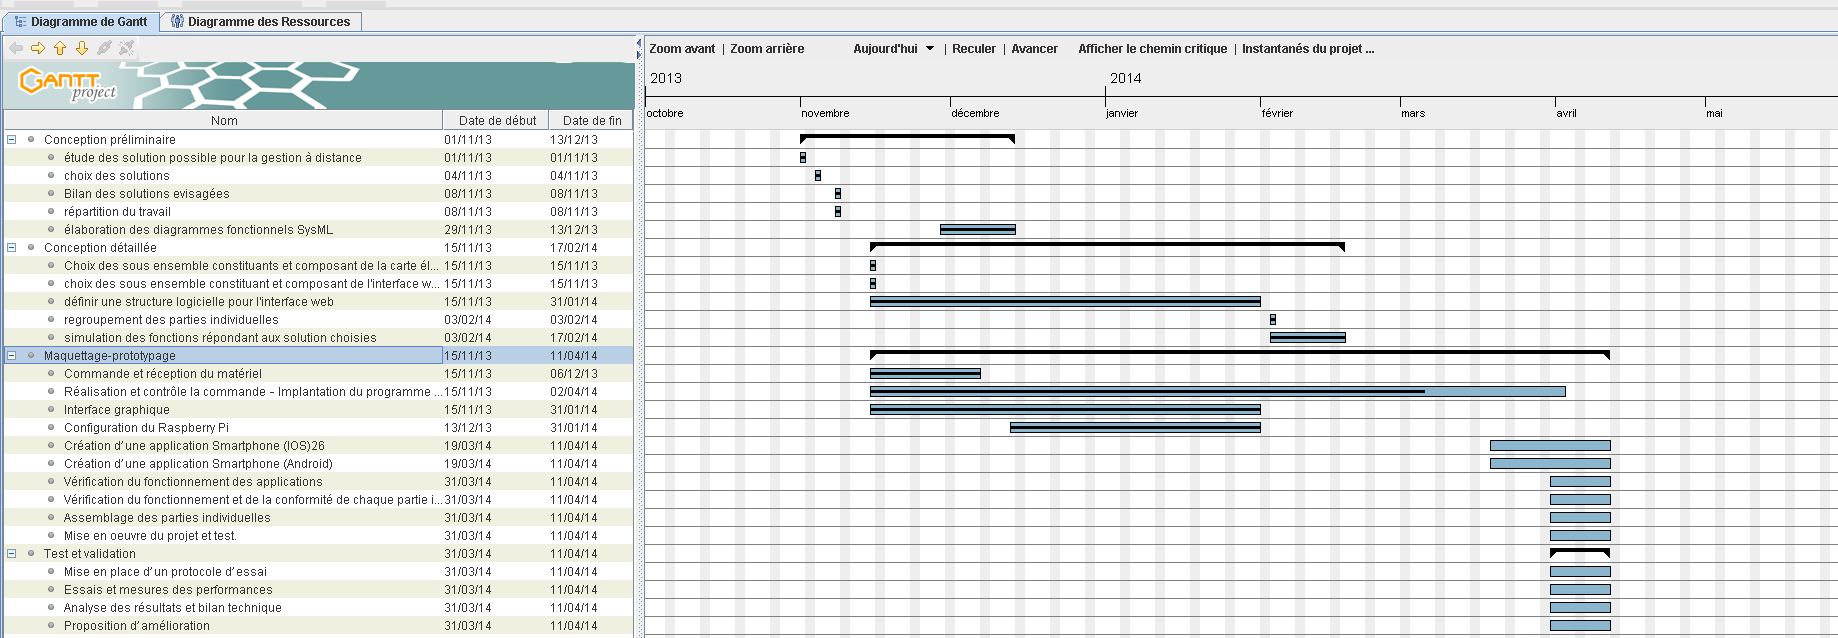 Diagramme de Gantt Diagramme des Ressources
Zoom avant | Zoom arrière Aujourd'hui | Reculer | Avancer Afficher le chemin critique | Instantanés du projet ...
GANTT project
2013 2014
octobre novembre décembre janvier février mars avril mai
Nom Date de début Date de fin
Conception préliminaire 01/11/13 13/12/13
étude des solution possible pour la gestion à distance 01/11/13 01/11/13
choix des solutions 04/11/13 04/11/13
Bilan des solutions evisagées 08/11/13 08/11/13
répartition du travail 08/11/13 08/11/13
élaboration des diagrammes fonctionnels SysML 29/11/13 13/12/13
Conception détaillée 15/11/13 17/02/14
Choix des sous ensemble constituants et composant de la carte él... 15/11/13 15/11/13
choix des sous ensemble constituant et composant de l'interface w... 15/11/13 15/11/13
définir une structure logicielle pour l'interface web 15/11/13 31/01/14
regroupement des parties individuelles 03/02/14 03/02/14
simulation des fonctions répondant aux solution choisies 03/02/14 17/02/14
Maquettage-prototypage 15/11/13 11/04/14
Commande et réception du matériel 15/11/13 06/12/13
Réalisation et contrôle la commande - Implantation du programme ... 15/11/13 02/04/14
Interface graphique 15/11/13 31/01/14
Configuration du Raspberry Pi 13/12/13 31/01/14
Création d'une application Smartphone (IOS)26 19/03/14 11/04/14
Création d'une application Smartphone (Android) 19/03/14 11/04/14
Vérification du fonctionnement des applications 31/03/14 11/04/14
Vérification du fonctionnement et de la conformité de chaque partie i... 31/03/14 11/04/14
Assemblage des parties individuelles 31/03/14 11/04/14
Mise en oeuvre du projet et test. 31/03/14 11/04/14
Test et validation 31/03/14 11/04/14
Mise en place d'un protocole d'essai 31/03/14 11/04/14
Essais et mesures des performances 31/03/14 11/04/14
Analyse des résultats et bilan technique 31/03/14 11/04/14
Proposition d'amélioration 31/03/14 11/04/14